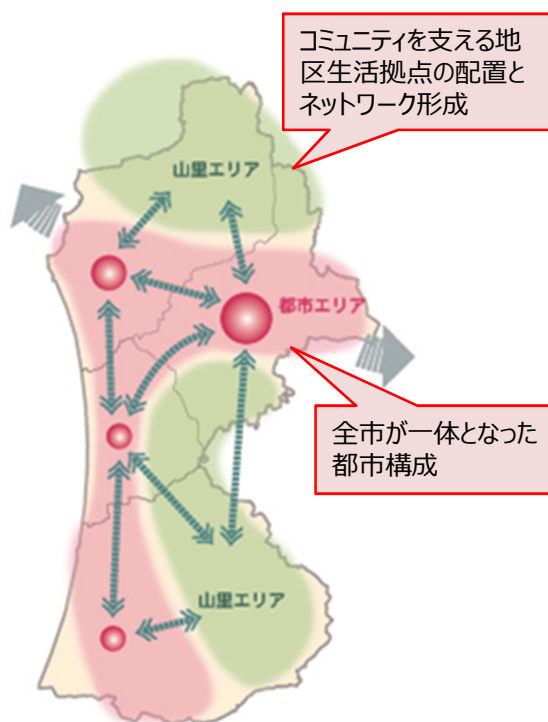 コミュニティを支える地
区生活拠点の配置と
ネットワーク形成
山里エリア
都市エリア
全市が一体となった
都市構成
山里エリア